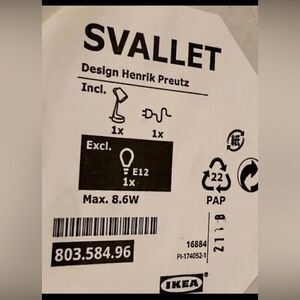 SVALLET
Design Henrik Preutz
Incl.
1x 1x
Excl.
E12
1x
Max. 8.6W
22
PAP
803.584.96
16884
PI-174052-1
2118
IKEA